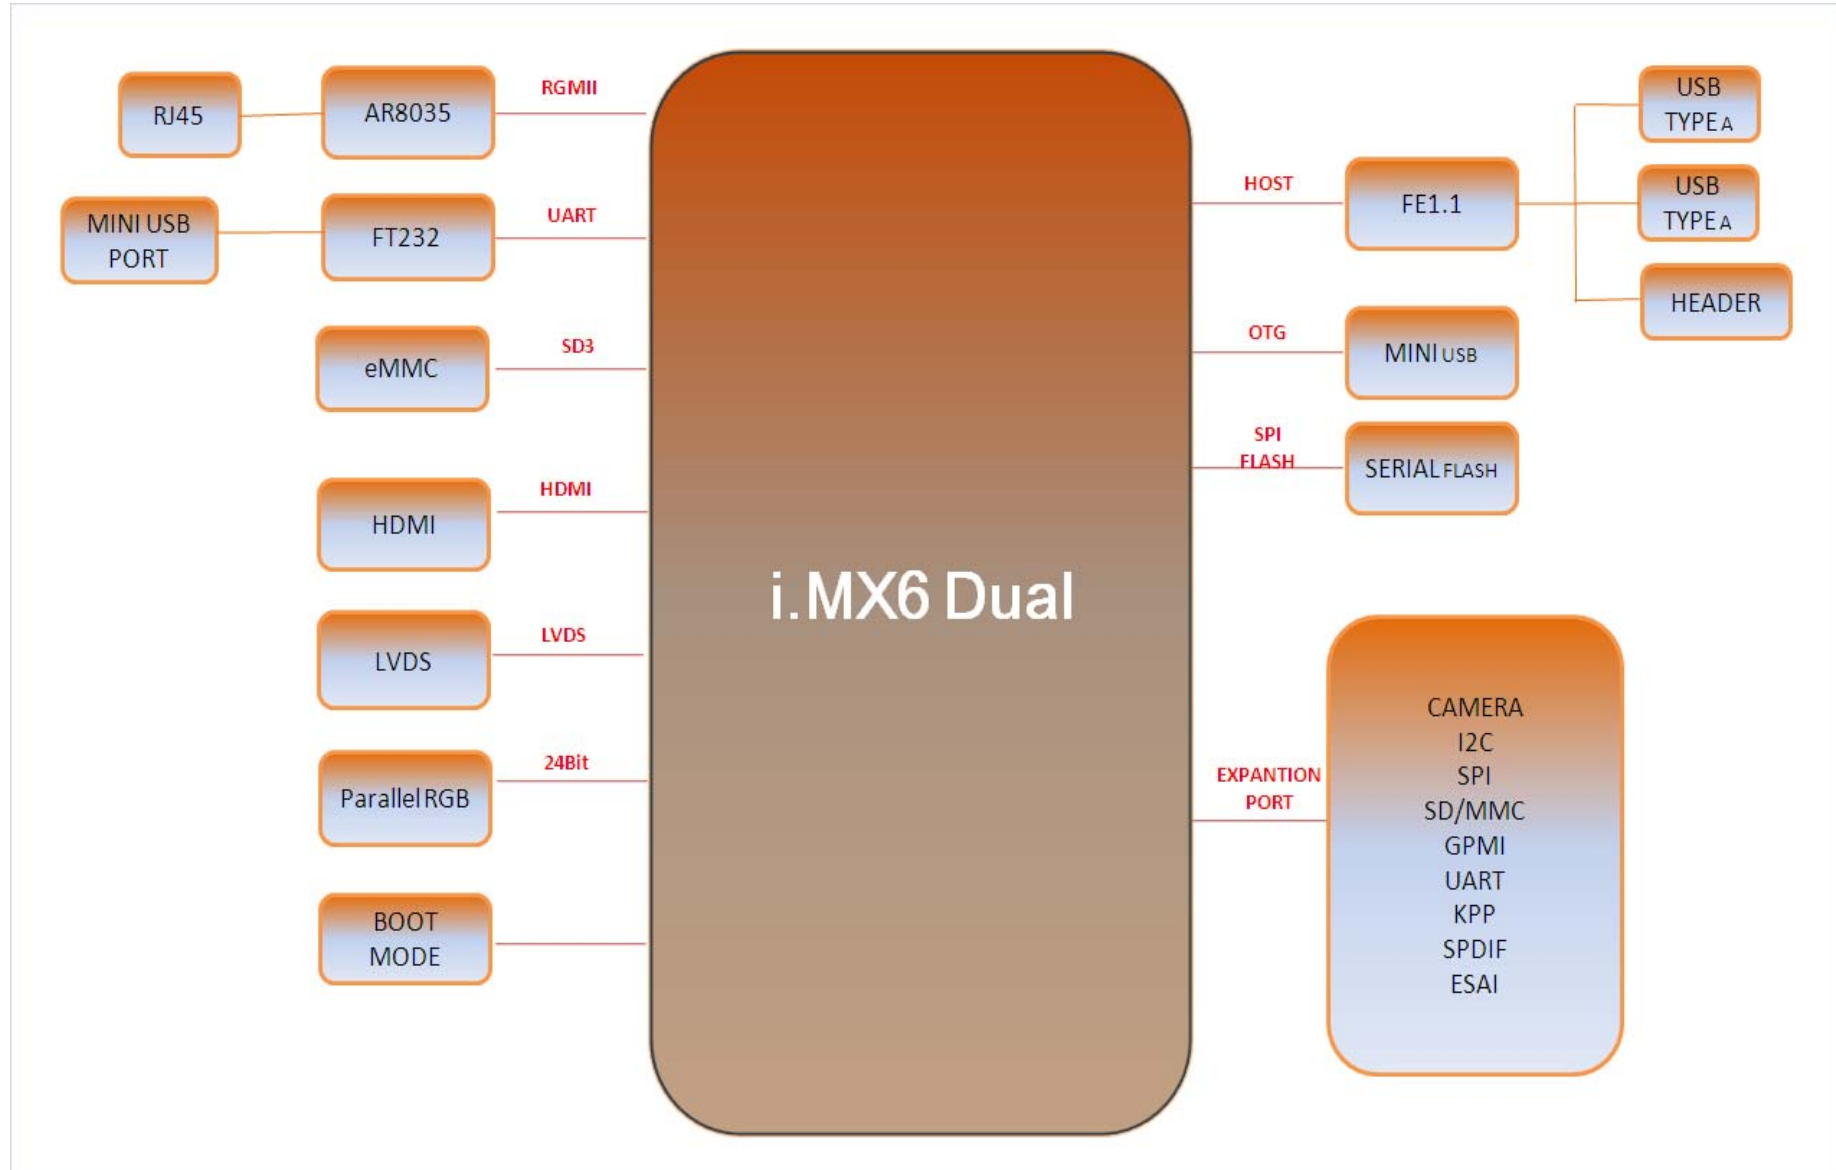 RJ45
AR8035
RGMII
MINI USB
PORT
FT232
UART
eMMC
SD3
HDMI
HDMI
LVDS
LVDS
Parallel RGB
24Bit
BOOT
MODE
i.MX6 Dual
HOST
FE1.1
USB
TYPE A
USB
TYPE A
HEADER
OTG
MINI USB
SPI
FLASH
SERIAL FLASH
EXPANTION
PORT
CAMERA
I2C
SPI
SD/MMC
GPMI
UART
KPP
SPDIF
ESAI